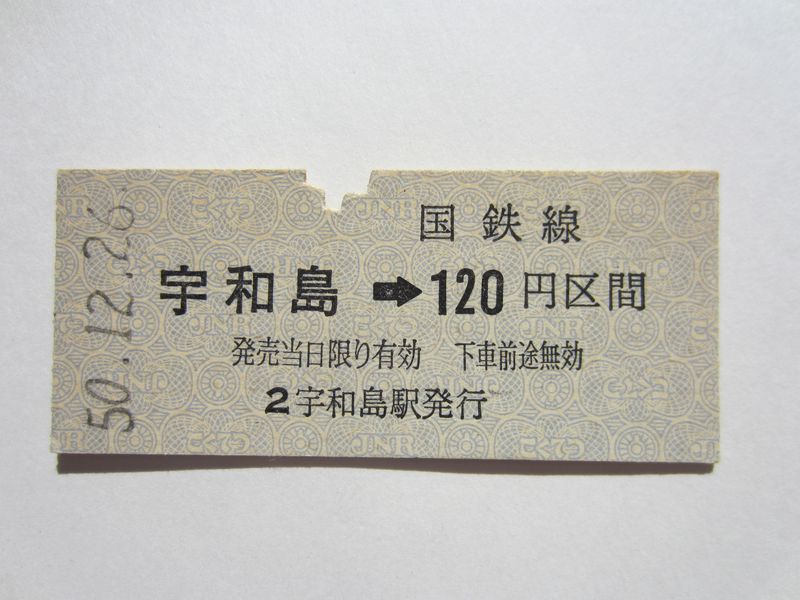 50.12.26.
国鉄線
宇和島➡120円区間
発売当日限り有効 下車前途無効
2宇和島駅発行